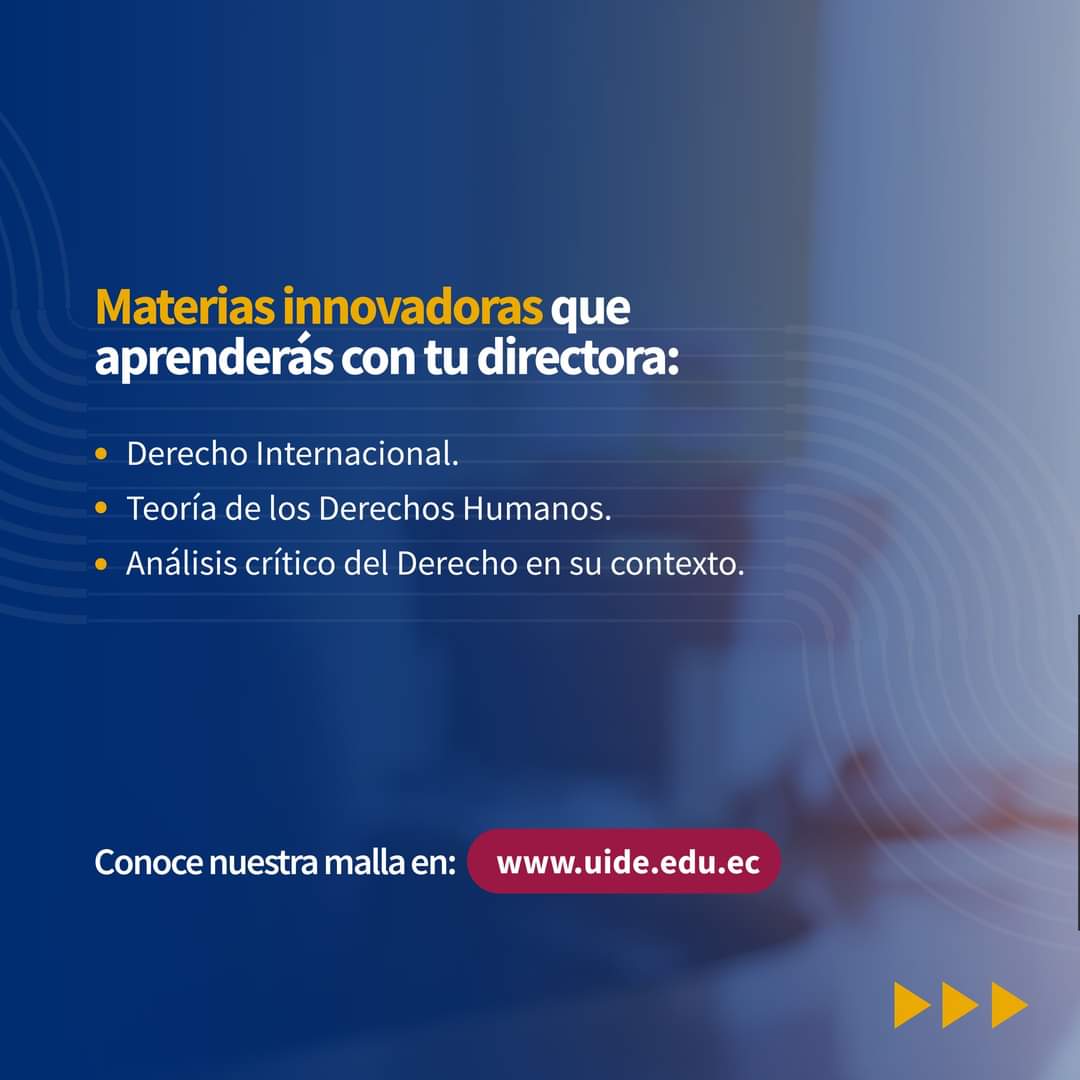 Materias innovadoras que
aprenderás con tu directora:
• Derecho Internacional.
• Teoría de los Derechos Humanos.
• Análisis crítico del Derecho en su contexto.
Conoce nuestra malla en: www.uide.edu.ec